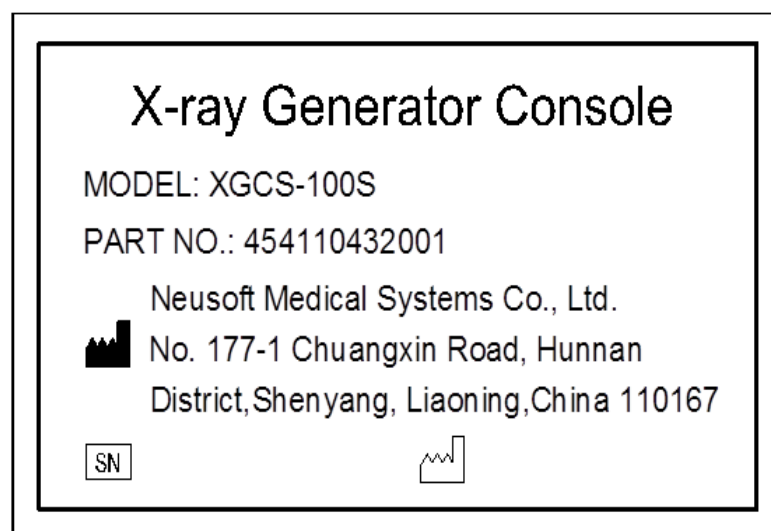 X-ray Generator Console
MODEL: XGCS-100S
PART NO.: 454110432001
Neusoft Medical Systems Co., Ltd.
No. 177-1 Chuangxin Road, Hunnan
District,Shenyang, Liaoning,China 110167
SN